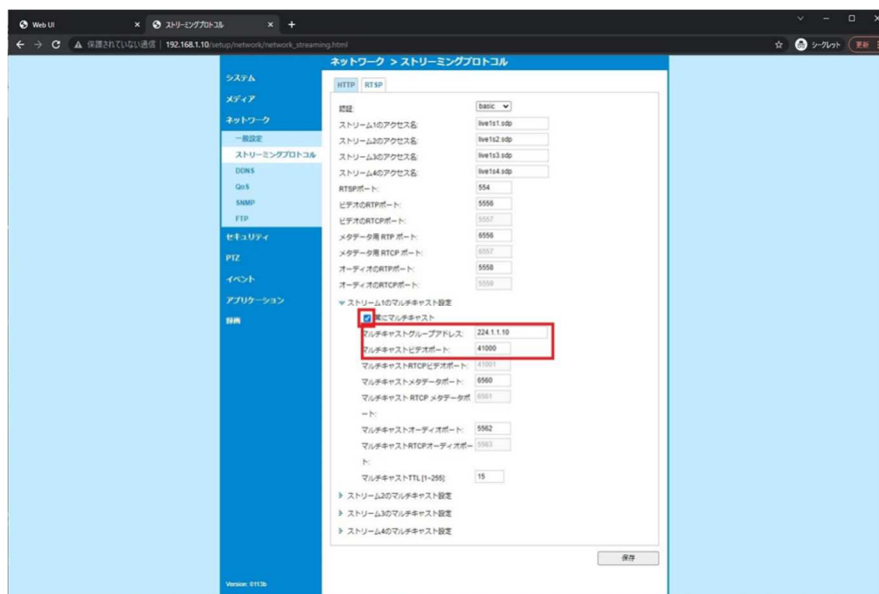 Web UI
ストリーミングプロトコル
保護されていない通信 | 192.168.1.10/setup/network/network_streaming.html
シークレット
更新
ネットワーク > ストリーミングプロトコル
システム
メディア
ネットワーク
一般設定
ストリーミングプロトコル
DDNS
QoS
SNMP
FTP
セキュリティ
PTZ
イベント
アプリケーション
録画
Version: 0113b
HTTP RTSP
認証: basic
ストリーム1のアクセス名: live1s1.sdp
ストリーム2のアクセス名: live1s2.sdp
ストリーム3のアクセス名: live1s3.sdp
ストリーム4のアクセス名: live1s4.sdp
RTSPポート: 554
ビデオのRTPポート: 5556
ビデオのRTCPポート: 5557
メタデータ用 RTP ポート: 6556
メタデータ用 RTCP ポート: 6557
オーディオのRTPポート: 5558
オーディオのRTCPポート: 5559
ストリーム1のマルチキャスト設定
常にマルチキャスト
マルチキャストグループアドレス: 224.1.1.10
マルチキャストビデオポート: 41000
マルチキャストRTCPビデオポート: 41001
マルチキャストメタデータポート: 6560
マルチキャスト RTCP メタデータポ 6561
ート:
マルチキャストオーディオポート: 5562
マルチキャストRTCPオーディオポー 5563
ト:
マルチキャストTTL [1~255]: 15
ストリーム2のマルチキャスト設定
ストリーム3のマルチキャスト設定
ストリーム4のマルチキャスト設定
保存